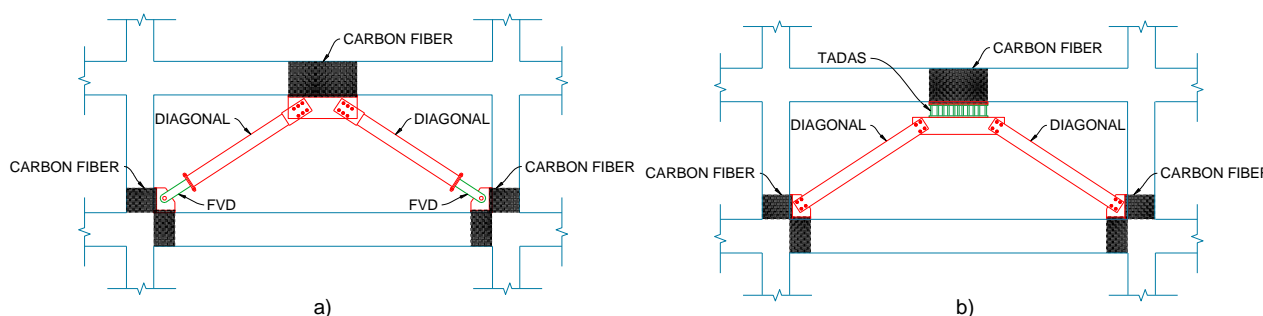 CARBON FIBER
DIAGONAL
DIAGONAL
CARBON FIBER
CARBON FIBER
FVD
FVD
a)
CARBON FIBER
TADAS
DIAGONAL
DIAGONAL
CARBON FIBER
CARBON FIBER
b)